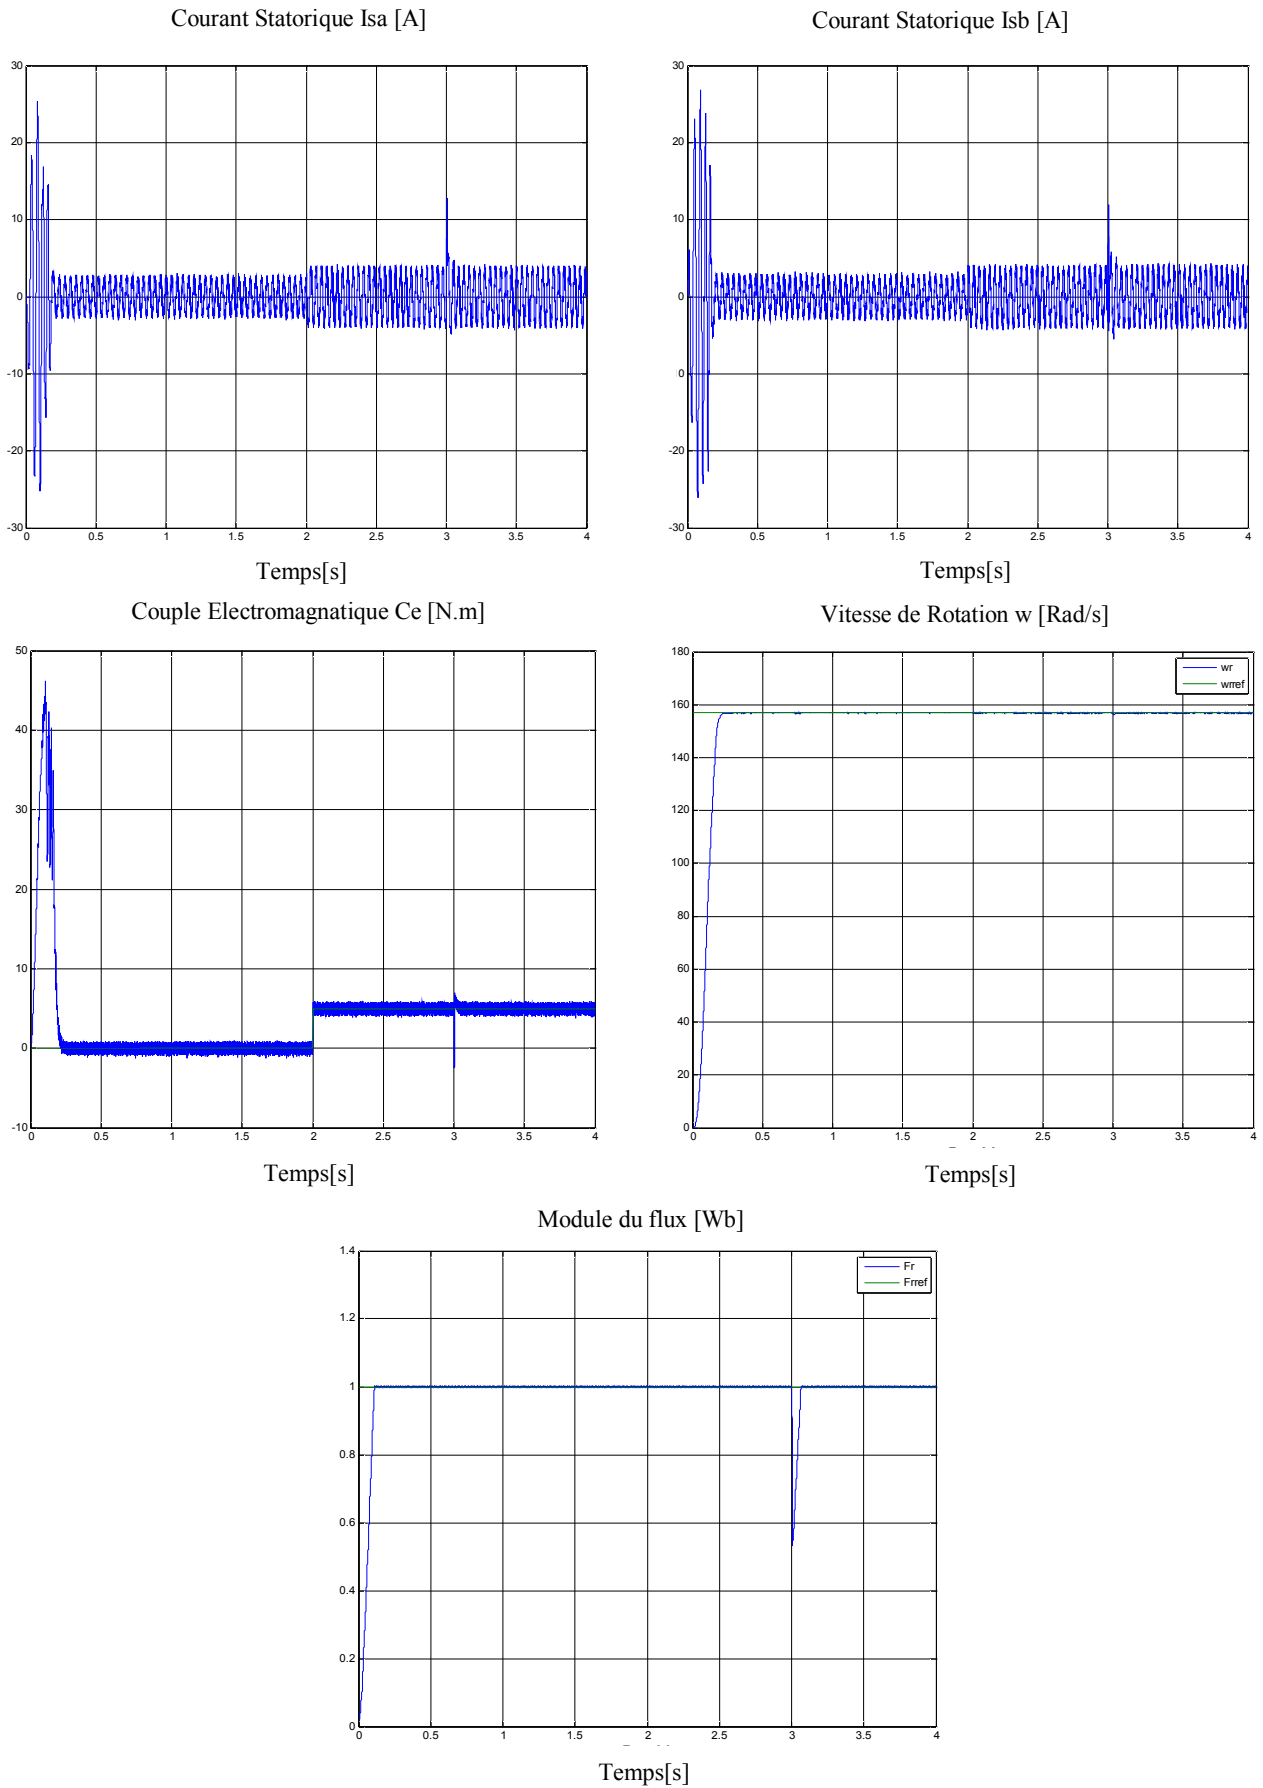 Courant Statorique Isa [A]
Courant Statorique Isb [A]
30
20
10
0
-10
-20
-30
0 0.5 1 1.5 2 2.5 3 3.5 4
Temps[s]
30
20
10
0
0
-20
-30
0 0.5 1 1.5 2 2.5 3 3.5 4
Temps[s]
Couple Electromagnatique Ce [N.m]
Vitesse de Rotation w [Rad/s]
50
40
30
20
10
0
-10
0 0.5 1 1.5 2 2.5 3 3.5 4
Temps[s]
180
160
140
120
100
80
60
40
20
0
wr
wrref
0 0.5 1 1.5 2 2.5 3 3.5 4
Temps[s]
Module du flux [Wb]
1.4
1.2
1
0.8
0.6
0.4
0.2
0
Fr
Frref
0.5 1 1.5 2 2.5 3 3.5 4
Temps[s]